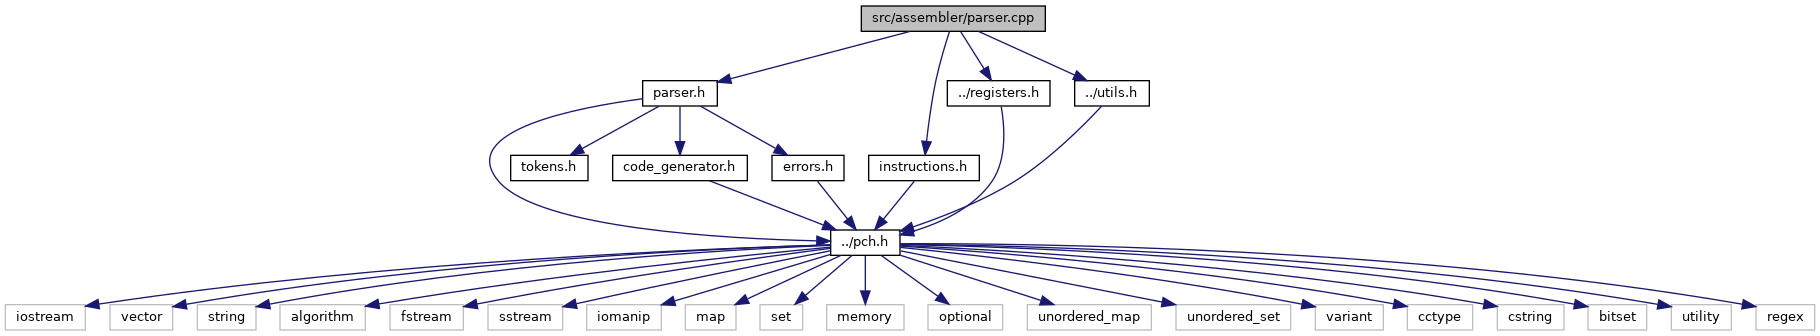 src/assembler/parser.cpp
parser.h
../registers.h
../utils.h
tokens.h
code_generator.h
errors.h
instructions.h
../pch.h
iostream
vector
string
algorithm
fstream
sstream
iomanip
map
set
memory
optional
unordered_map
unordered_set
variant
cctype
cstring
bitset
utility
regex